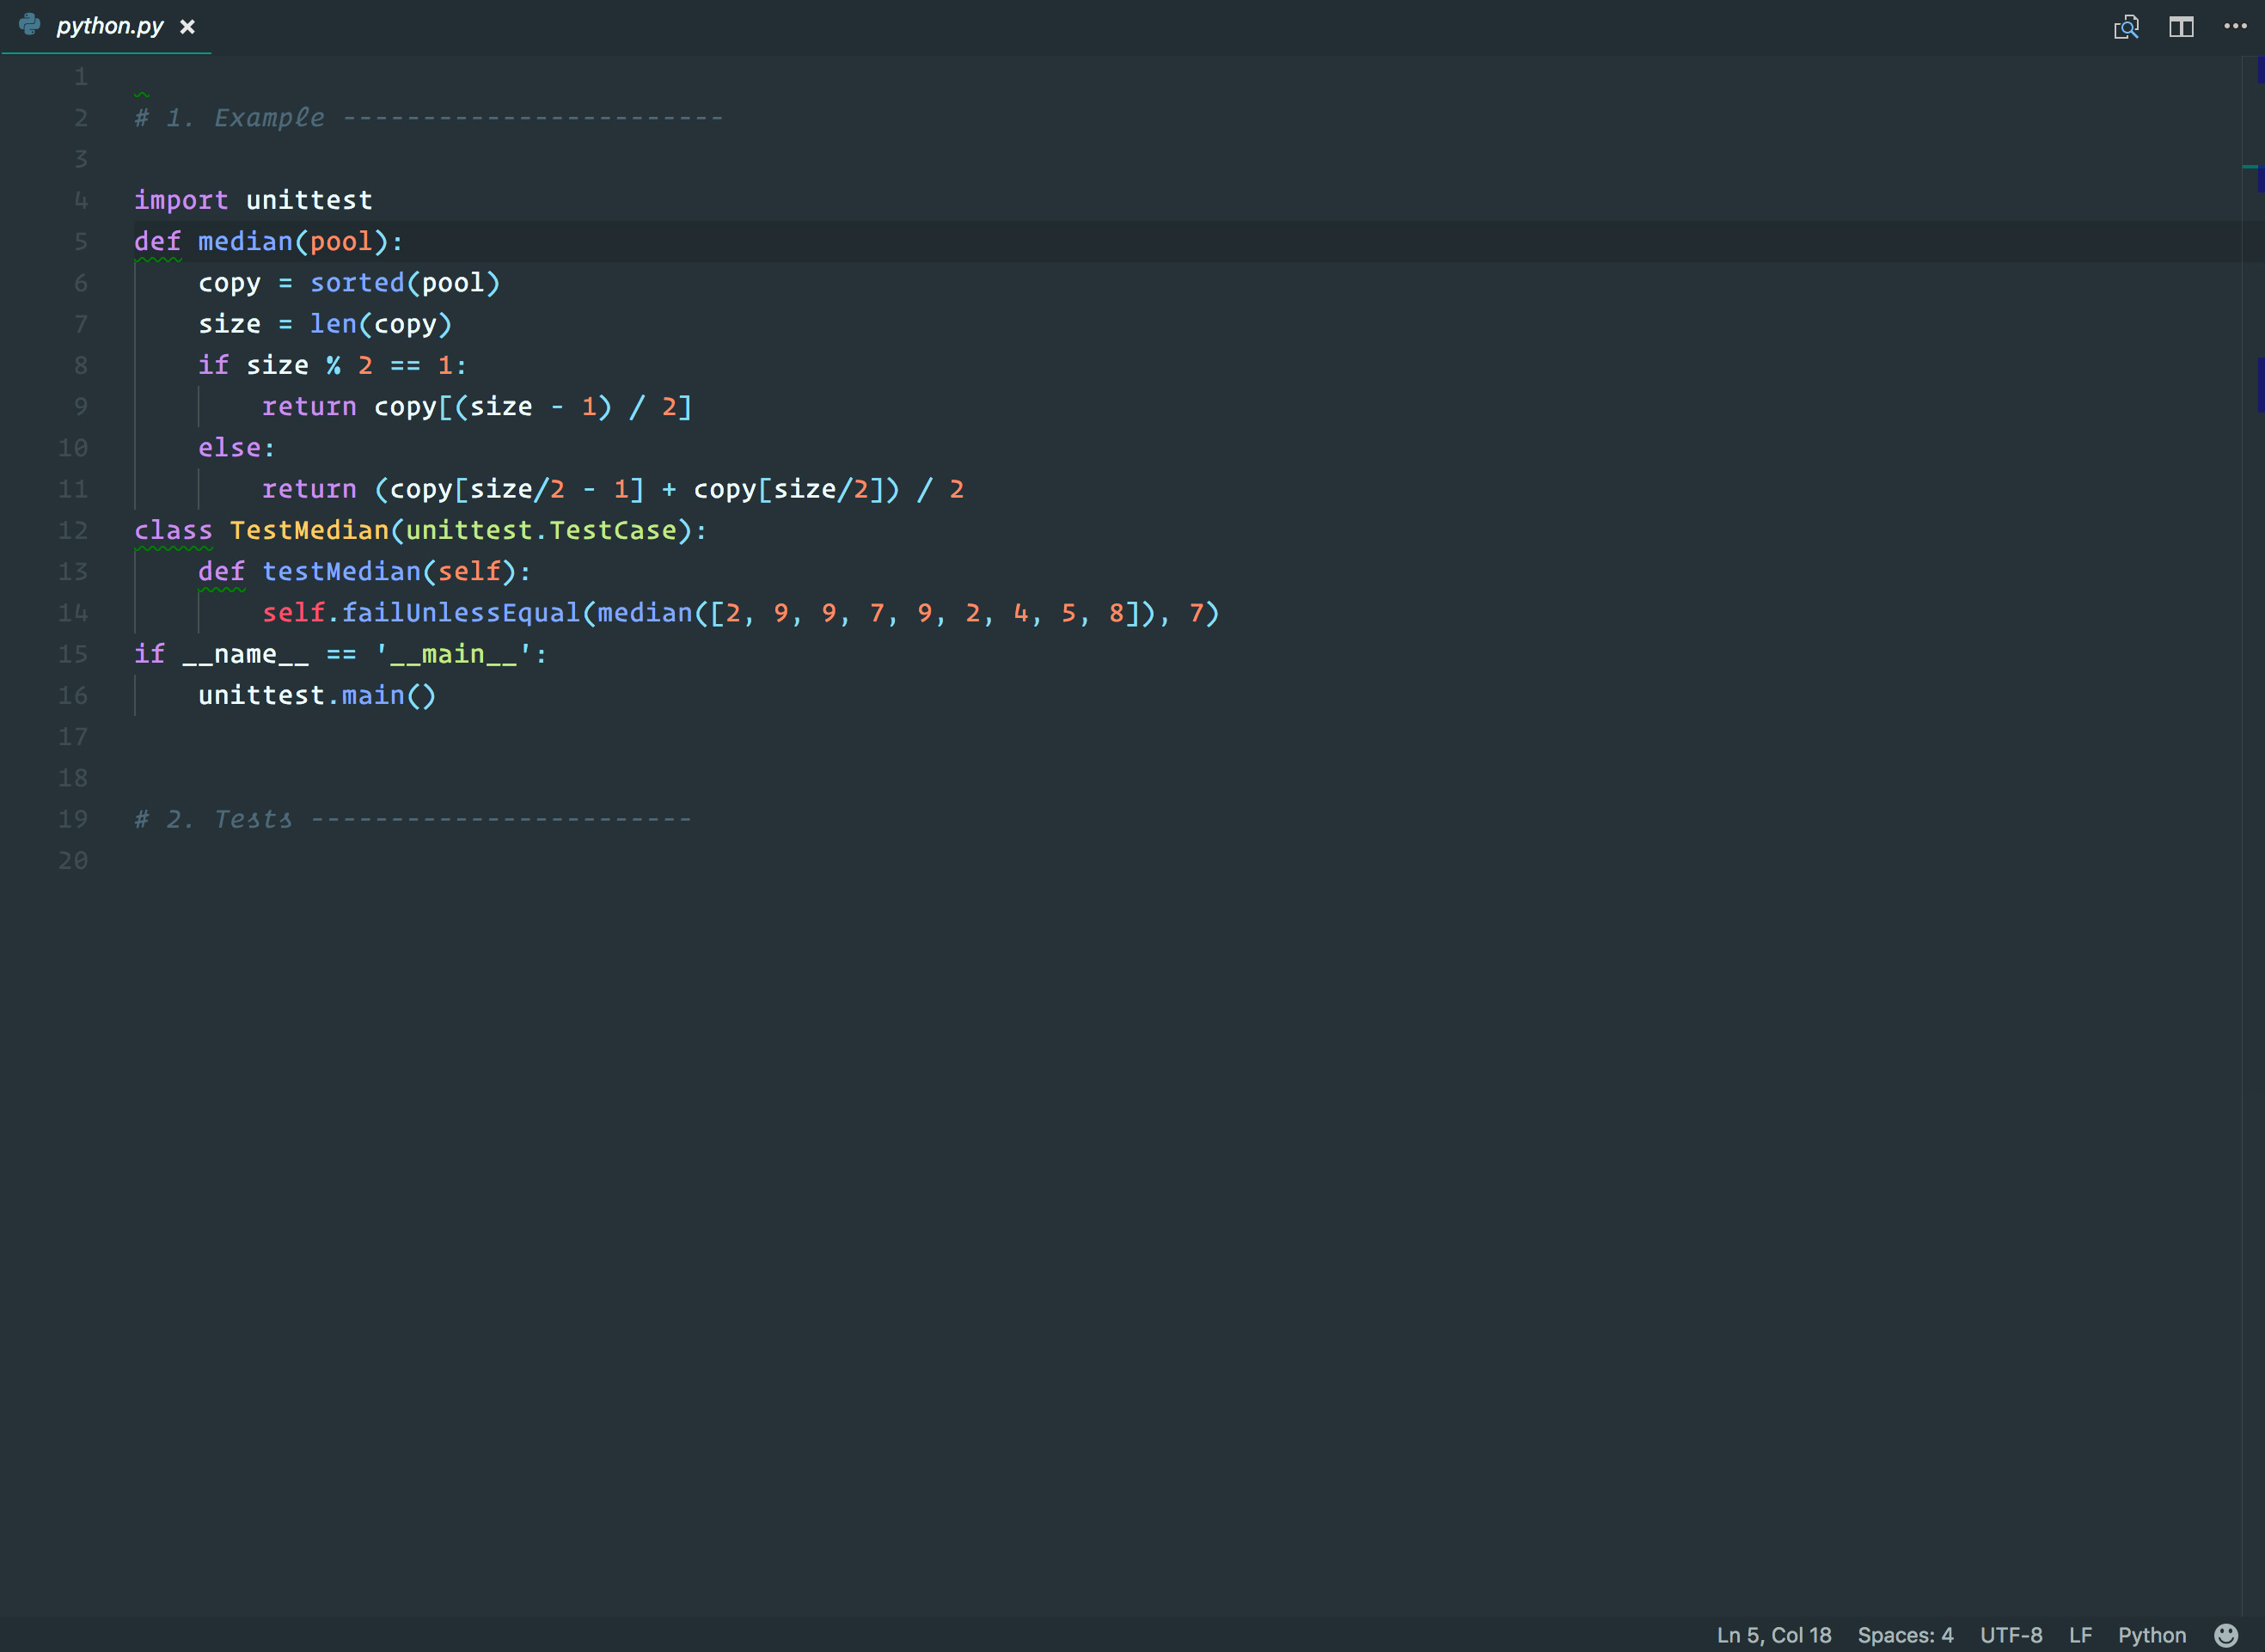 python.py ×
1
2 # 1. Example ------------------------
3
4 import unittest
5 def median(pool):
6     copy = sorted(pool)
7     size = len(copy)
8     if size % 2 == 1:
9         return copy[(size - 1) / 2]
10     else:
11         return (copy[size/2 - 1] + copy[size/2]) / 2
12 class TestMedian(unittest.TestCase):
13     def testMedian(self):
14         self.failUnlessEqual(median([2, 9, 9, 7, 9, 2, 4, 5, 8]), 7)
15 if __name__ == '__main__':
16     unittest.main()
17
18
19 # 2. Tests ------------------------
20
Ln 5, Col 18 Spaces: 4 UTF-8 LF Python